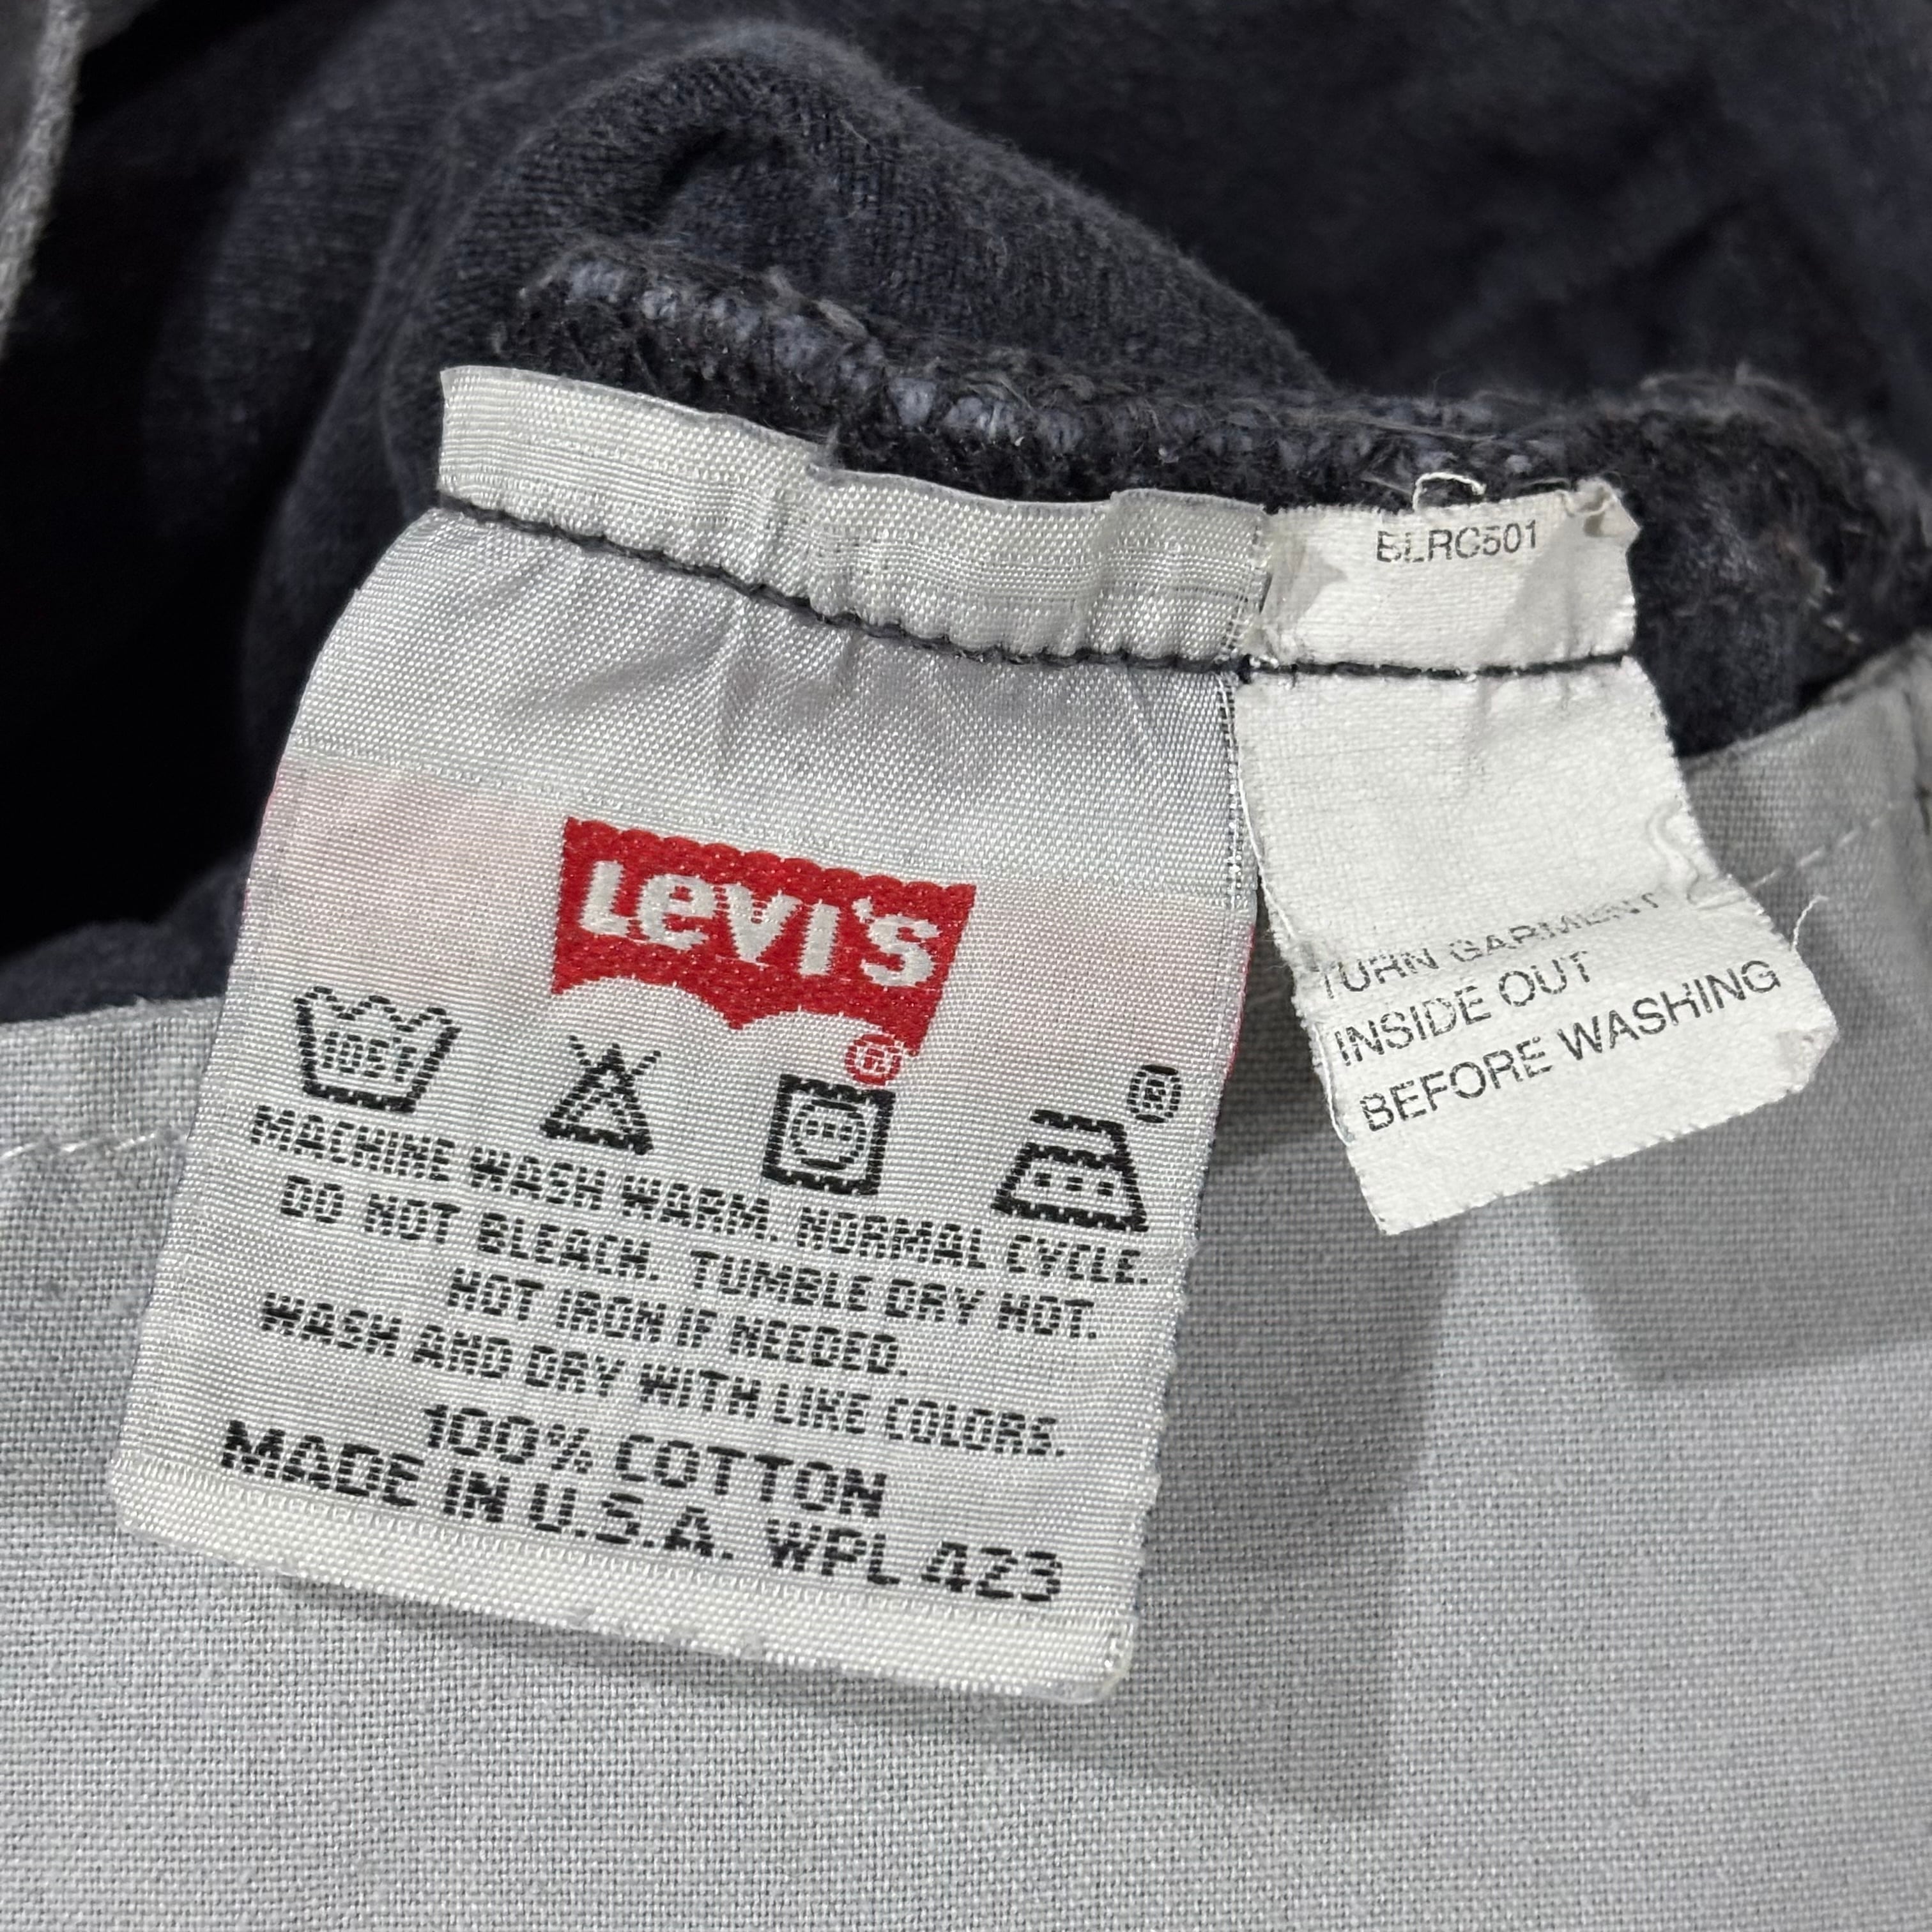 BLRC501
LEVI'S
®
105F
®
MACHINE WASH WARM. NORMAL CYCLE.
DO NOT BLEACH. TUMBLE DRY HOT.
HOT IRON IF NEEDED.
WASH AND DRY WITH LIKE COLORS.
100% COTTON
MADE IN U.S.A. WPL 423
TURN GARMENT
INSIDE OUT
BEFORE WASHING